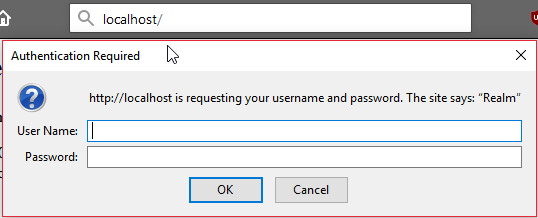 localhost/
Authentication Required
http://localhost is requesting your username and password. The site says: “Realm”
User Name:
Password:
OK
Cancel